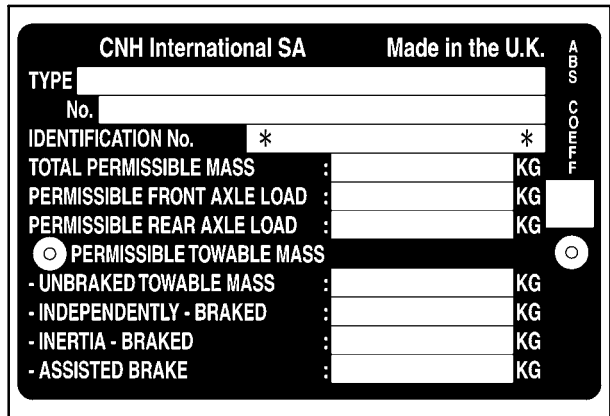 CNH International SA Made in the U.K.
TYPE
No.
IDENTIFICATION No. * *
TOTAL PERMISSIBLE MASS : KG
PERMISSIBLE FRONT AXLE LOAD : KG
PERMISSIBLE REAR AXLE LOAD : KG
PERMISSIBLE TOWABLE MASS
- UNBRAKED TOWABLE MASS : KG
- INDEPENDENTLY - BRAKED : KG
- INERTIA - BRAKED : KG
- ASSISTED BRAKE : KG
ABS COEFF